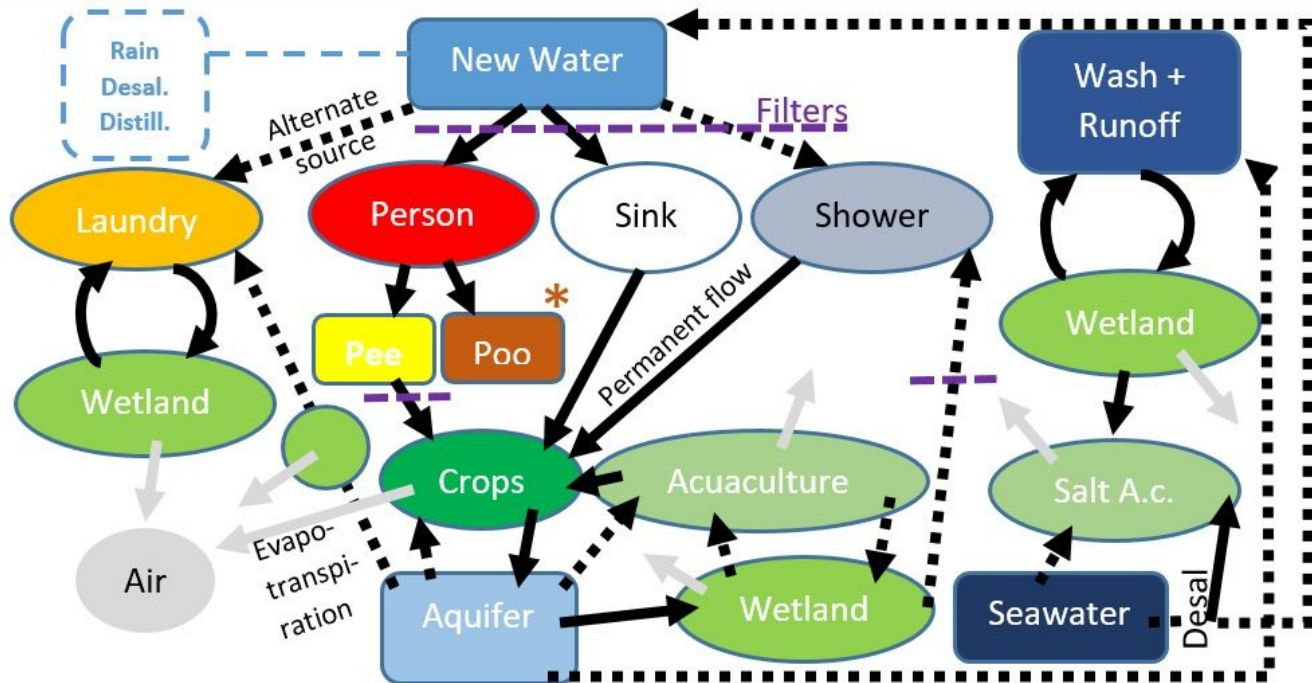 Rain
Desal.
Distill.
New Water
Wash +
Runoff
Alternate
source
Filters
Laundry
Person
Sink
Shower
*
Pee
Poo
Permanent flow
Wetland
Wetland
Crops
Acuaculture
Salt A.c.
Evapo-
transpi-
ration
Air
Aquifer
Wetland
Seawater
Desal